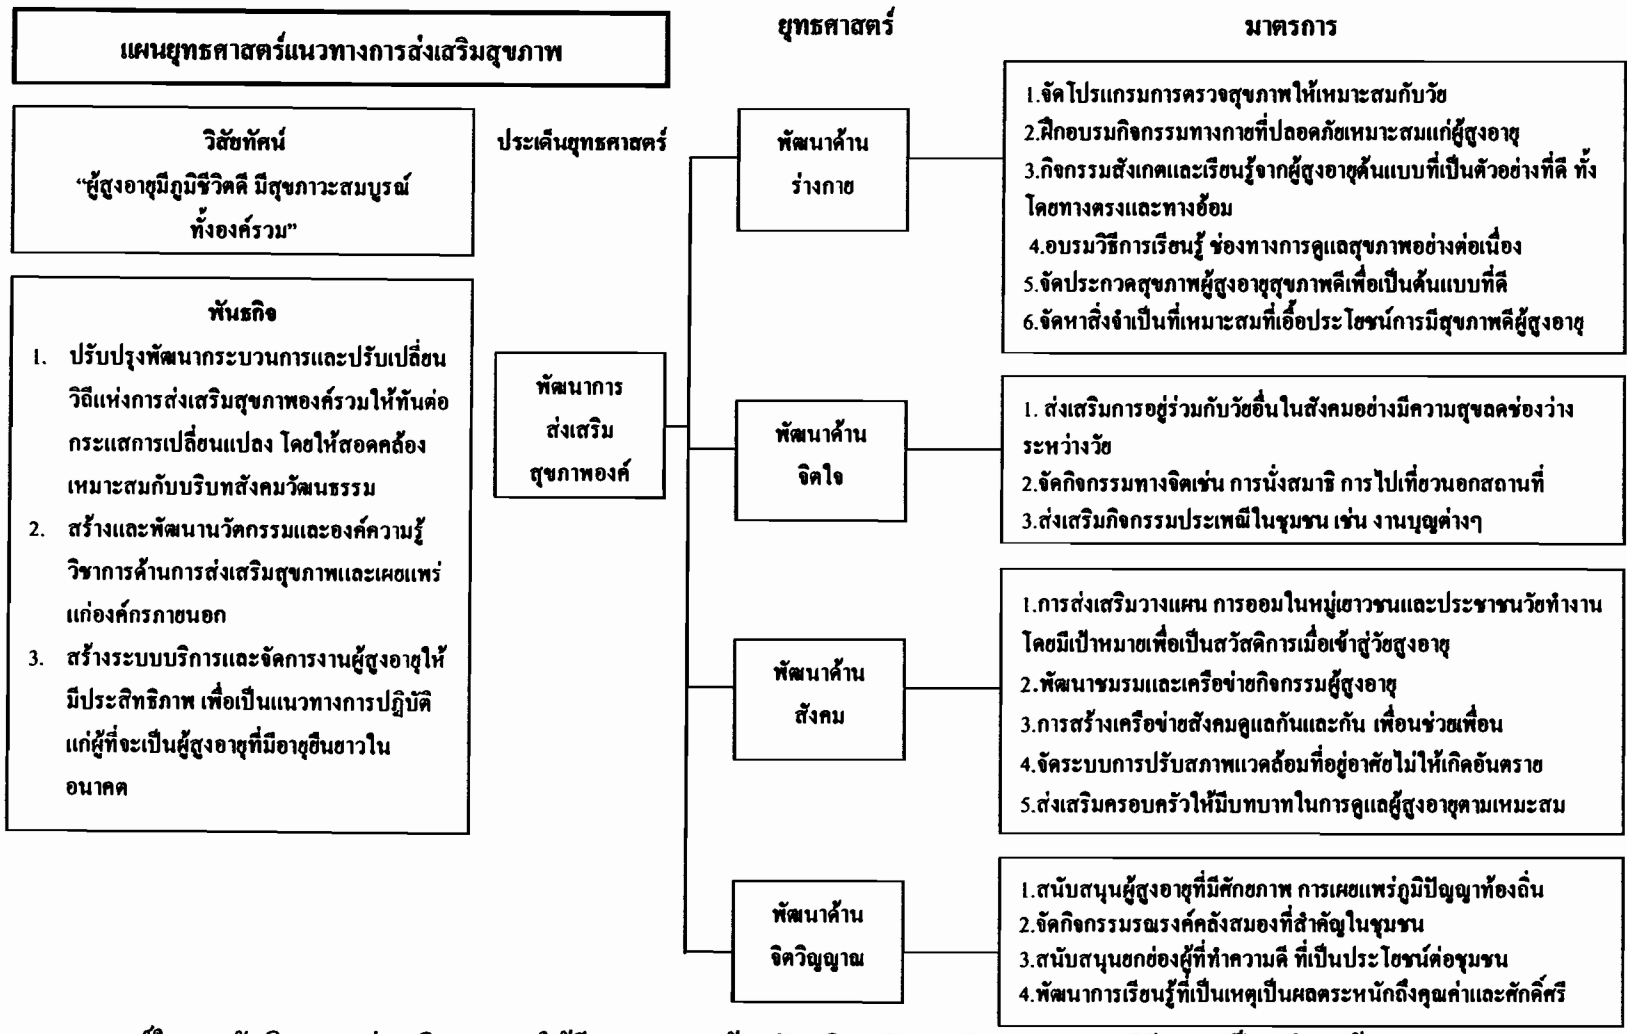 แผนยุทธศาสตร์แนวทางการส่งเสริมสุขภาพ
วิสัยทัศน์
“ผู้สูงอายุมีภูมิชีวิตดี มีสุขภาวะสมบูรณ์
ทั้งองค์รวม”
พันธกิจ
1. ปรับปรุงพัฒนากระบวนการและปรับเปลี่ยน
วิถีแห่งการส่งเสริมสุขภาพองค์รวมให้ทันต่อ
กระแสการเปลี่ยนแปลง โดยให้สอดคล้อง
เหมาะสมกับบริบทสังคมวัฒนธรรม
2. สร้างและพัฒนานวัตกรรมและองค์ความรู้
วิชาการด้านการส่งเสริมสุขภาพและเผยแพร่
แก่องค์กรภายนอก
3. สร้างระบบบริการและจัดการงานผู้สูงอายุให้
มีประสิทธิภาพ เพื่อเป็นแนวทางการปฏิบัติ
แก่ผู้ที่จะเป็นผู้สูงอายุที่มีอายุยืนยาวใน
อนาคต
ประเด็นยุทธศาสตร์
พัฒนาการ
ส่งเสริม
สุขภาพองค์
ยุทธศาสตร์
มาตรการ
พัฒนาด้าน
ร่างกาย
1.จัดโปรแกรมการตรวจสุขภาพให้เหมาะสมกับวัย
2.ฝึกอบรมกิจกรรมทางกายที่ปลอดภัยเหมาะสมแก่ผู้สูงอายุ
3.กิจกรรมสังเกตและเรียนรู้จากผู้สูงอายุต้นแบบที่เป็นตัวอย่างที่ดี ทั้ง
โดยทางตรงและทางอ้อม
4.อบรมวิธีการเรียนรู้ ช่องทางการดูแลสุขภาพอย่างต่อเนื่อง
5.จัดประกวดสุขภาพผู้สูงอายุสุขภาพดีเพื่อเป็นต้นแบบที่ดี
6.จัดหาสิ่งจำเป็นที่เหมาะสมที่เอื้อประโยชน์การมีสุขภาพดีผู้สูงอายุ
พัฒนาด้าน
จิตใจ
1. ส่งเสริมการอยู่ร่วมกับวัยอื่นในสังคมอย่างมีความสุขลดช่องว่าง
ระหว่างวัย
2.จัดกิจกรรมทางจิตเช่น การนั่งสมาธิ การไปเที่ยวนอกสถานที่
3.ส่งเสริมกิจกรรมประเพณีในชุมชน เช่น งานบุญต่างๆ
พัฒนาด้าน
สังคม
1.การส่งเสริมวางแผน การออมในหมู่เยาวชนและประชาชนวัยทำงาน
โดยมีเป้าหมายเพื่อเป็นสวัสดิการเมื่อเข้าสู่วัยสูงอายุ
2.พัฒนาชมรมและเครือข่ายกิจกรรมผู้สูงอายุ
3.การสร้างเครือข่ายสังคมดูแลกันและกัน เพื่อนช่วยเพื่อน
4.จัดระบบการปรับสภาพแวดล้อมที่อยู่อาศัยไม่ให้เกิดอันตราย
5.ส่งเสริมครอบครัวให้มีบทบาทในการดูแลผู้สูงอายุตามเหมะสม
พัฒนาด้าน
จิตวิญญาณ
1.สนับสนุนผู้สูงอายุที่มีศักยภาพ การเผยแพร่ภูมิปัญญาท้องถิ่น
2.จัดกิจกรรมรณรงค์คลังสมองที่สำคัญในชุมชน
3.สนับสนุนยกย่องผู้ที่ทำความดี ที่เป็นประโยชน์ต่อชุมชน
4.พัฒนาการเรียนรู้ที่เป็นเหตุเป็นผลตระหนักถึงคุณค่าและศักดิ์ศรี